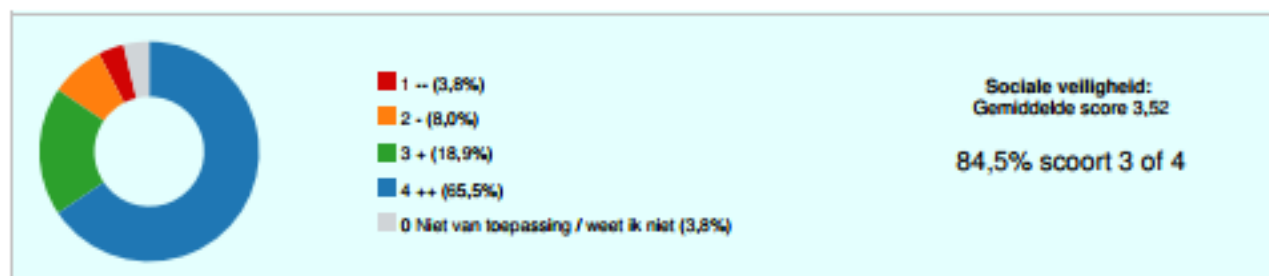 1 -- (3,8%)
2 - (8,0%)
3 + (18,9%)
4 ++ (65,5%)
0 Niet van toepassing / weet ik niet (3,8%)
Sociale veiligheid:
Gemiddelde score 3,52
84,5% scoort 3 of 4